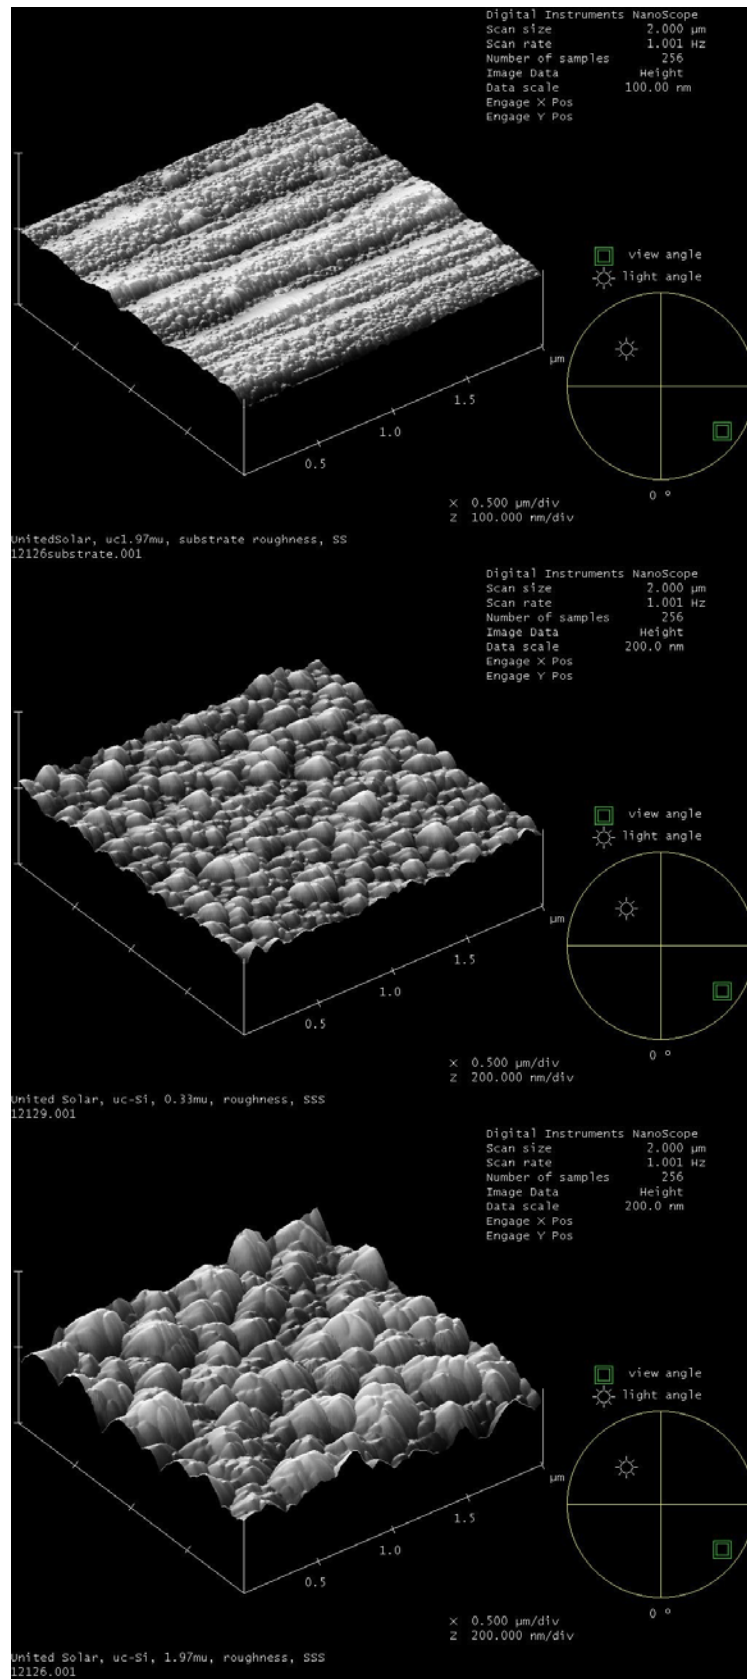 Digital Instruments NanoScope
Scan size 2.000 µm
Scan rate 1.001 Hz
Number of samples 256
Image Data Height
Data scale 100.00 nm
Engage X Pos
Engage Y Pos
view angle
light angle
µm
1.5
1.0
0.5
0 °
X 0.500 µm/div
Z 100.000 nm/div
UnitedSolar, uc1.97mu, substrate roughness, SS
12126substrate.001
Digital Instruments NanoScope
Scan size 2.000 µm
Scan rate 1.001 Hz
Number of samples 256
Image Data Height
Data scale 200.0 nm
Engage X Pos
Engage Y Pos
view angle
light angle
µm
1.5
1.0
0.5
0 °
X 0.500 µm/div
Z 200.000 nm/div
United Solar, uc-Si, 0.33mu, roughness, SSS
12129.001
Digital Instruments NanoScope
Scan size 2.000 µm
Scan rate 1.001 Hz
Number of samples 256
Image Data Height
Data scale 200.0 nm
Engage X Pos
Engage Y Pos
view angle
light angle
µm
1.5
1.0
0.5
0 °
X 0.500 µm/div
Z 200.000 nm/div
United Solar, uc-Si, 1.97mu, roughness, SSS
12126.001